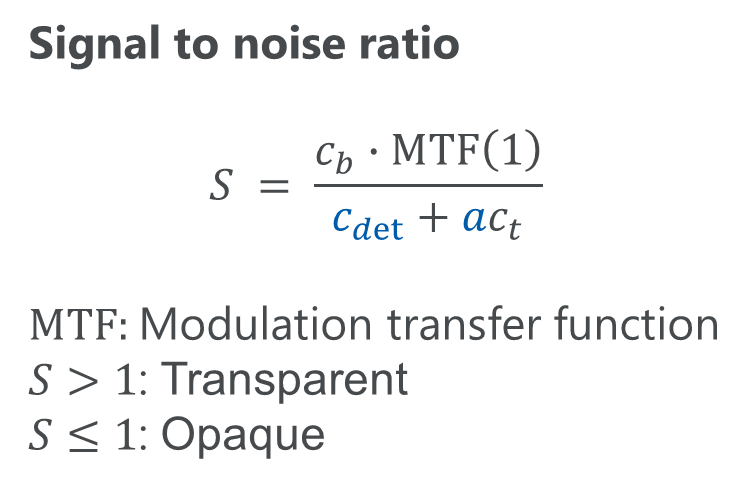 Signal to noise ratio
S = c_b · MTF(1) / c_det + ac_t
MTF: Modulation transfer function
S > 1: Transparent
S ≤ 1: Opaque